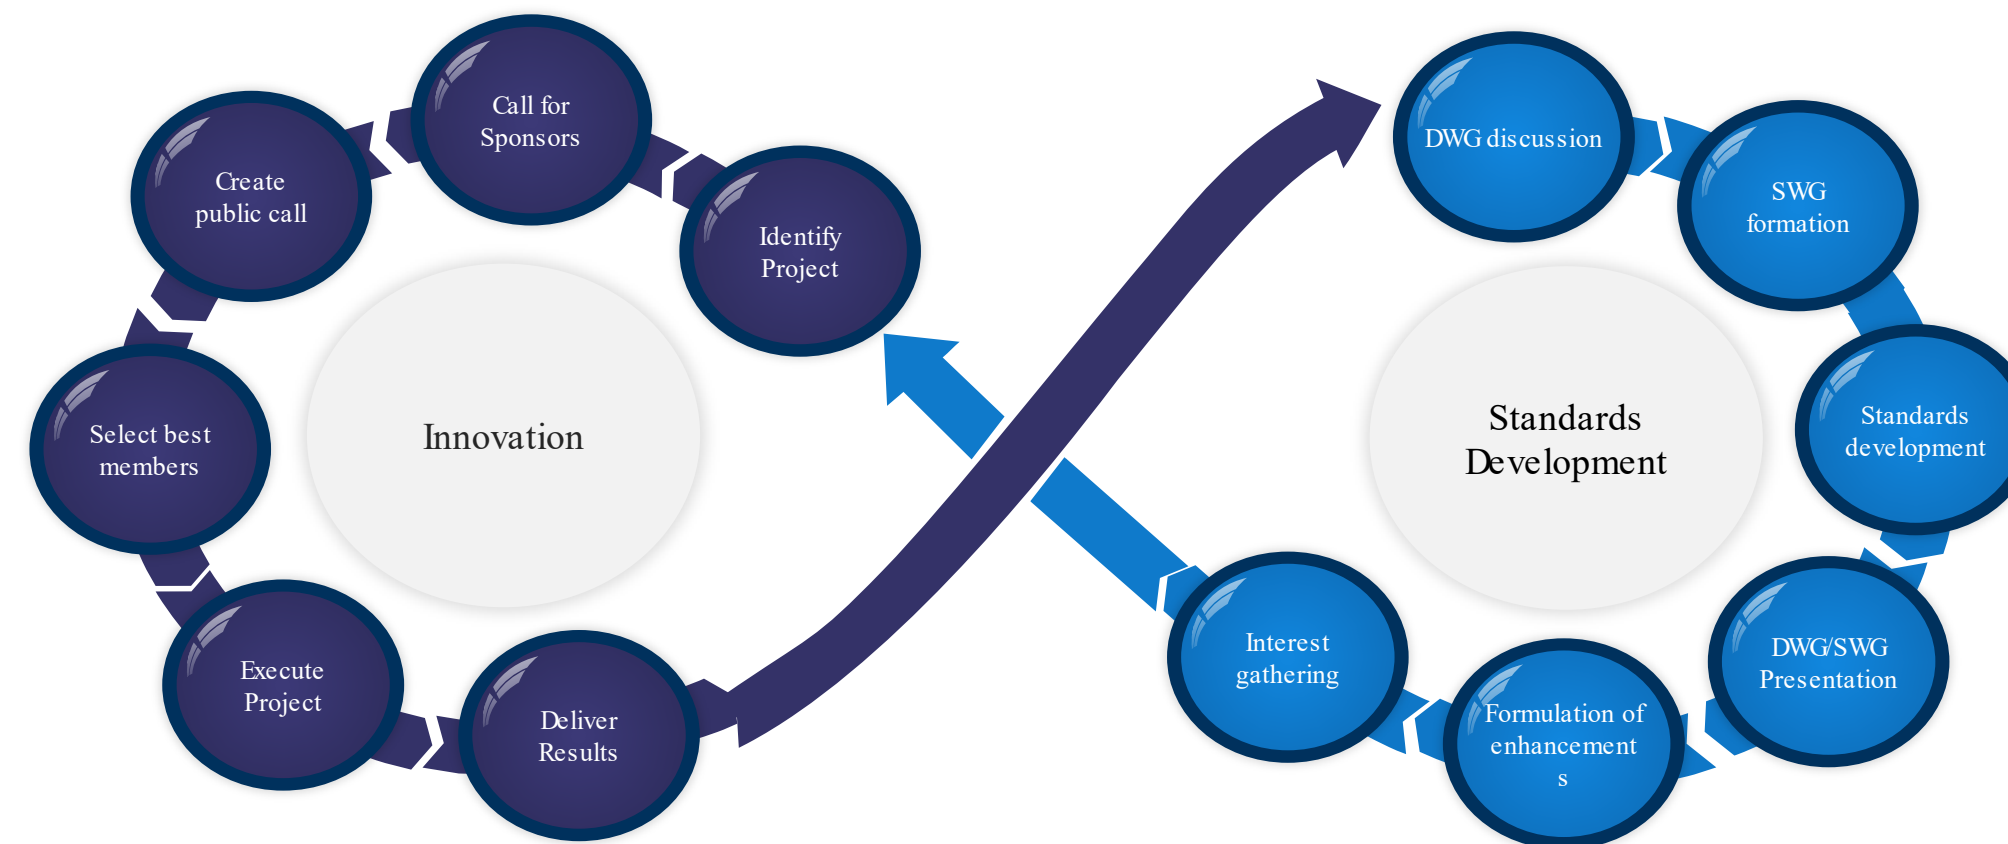 Call for
Sponsors
Create
public call
Identify
Project
Innovation
Select best
members
Execute
Project
Deliver
Results
DWG discussion
SWG
formation
Standards
Development
Standards
development
DWG/SWG
Presentation
Formulation of
enhancement
s
Interest
gathering